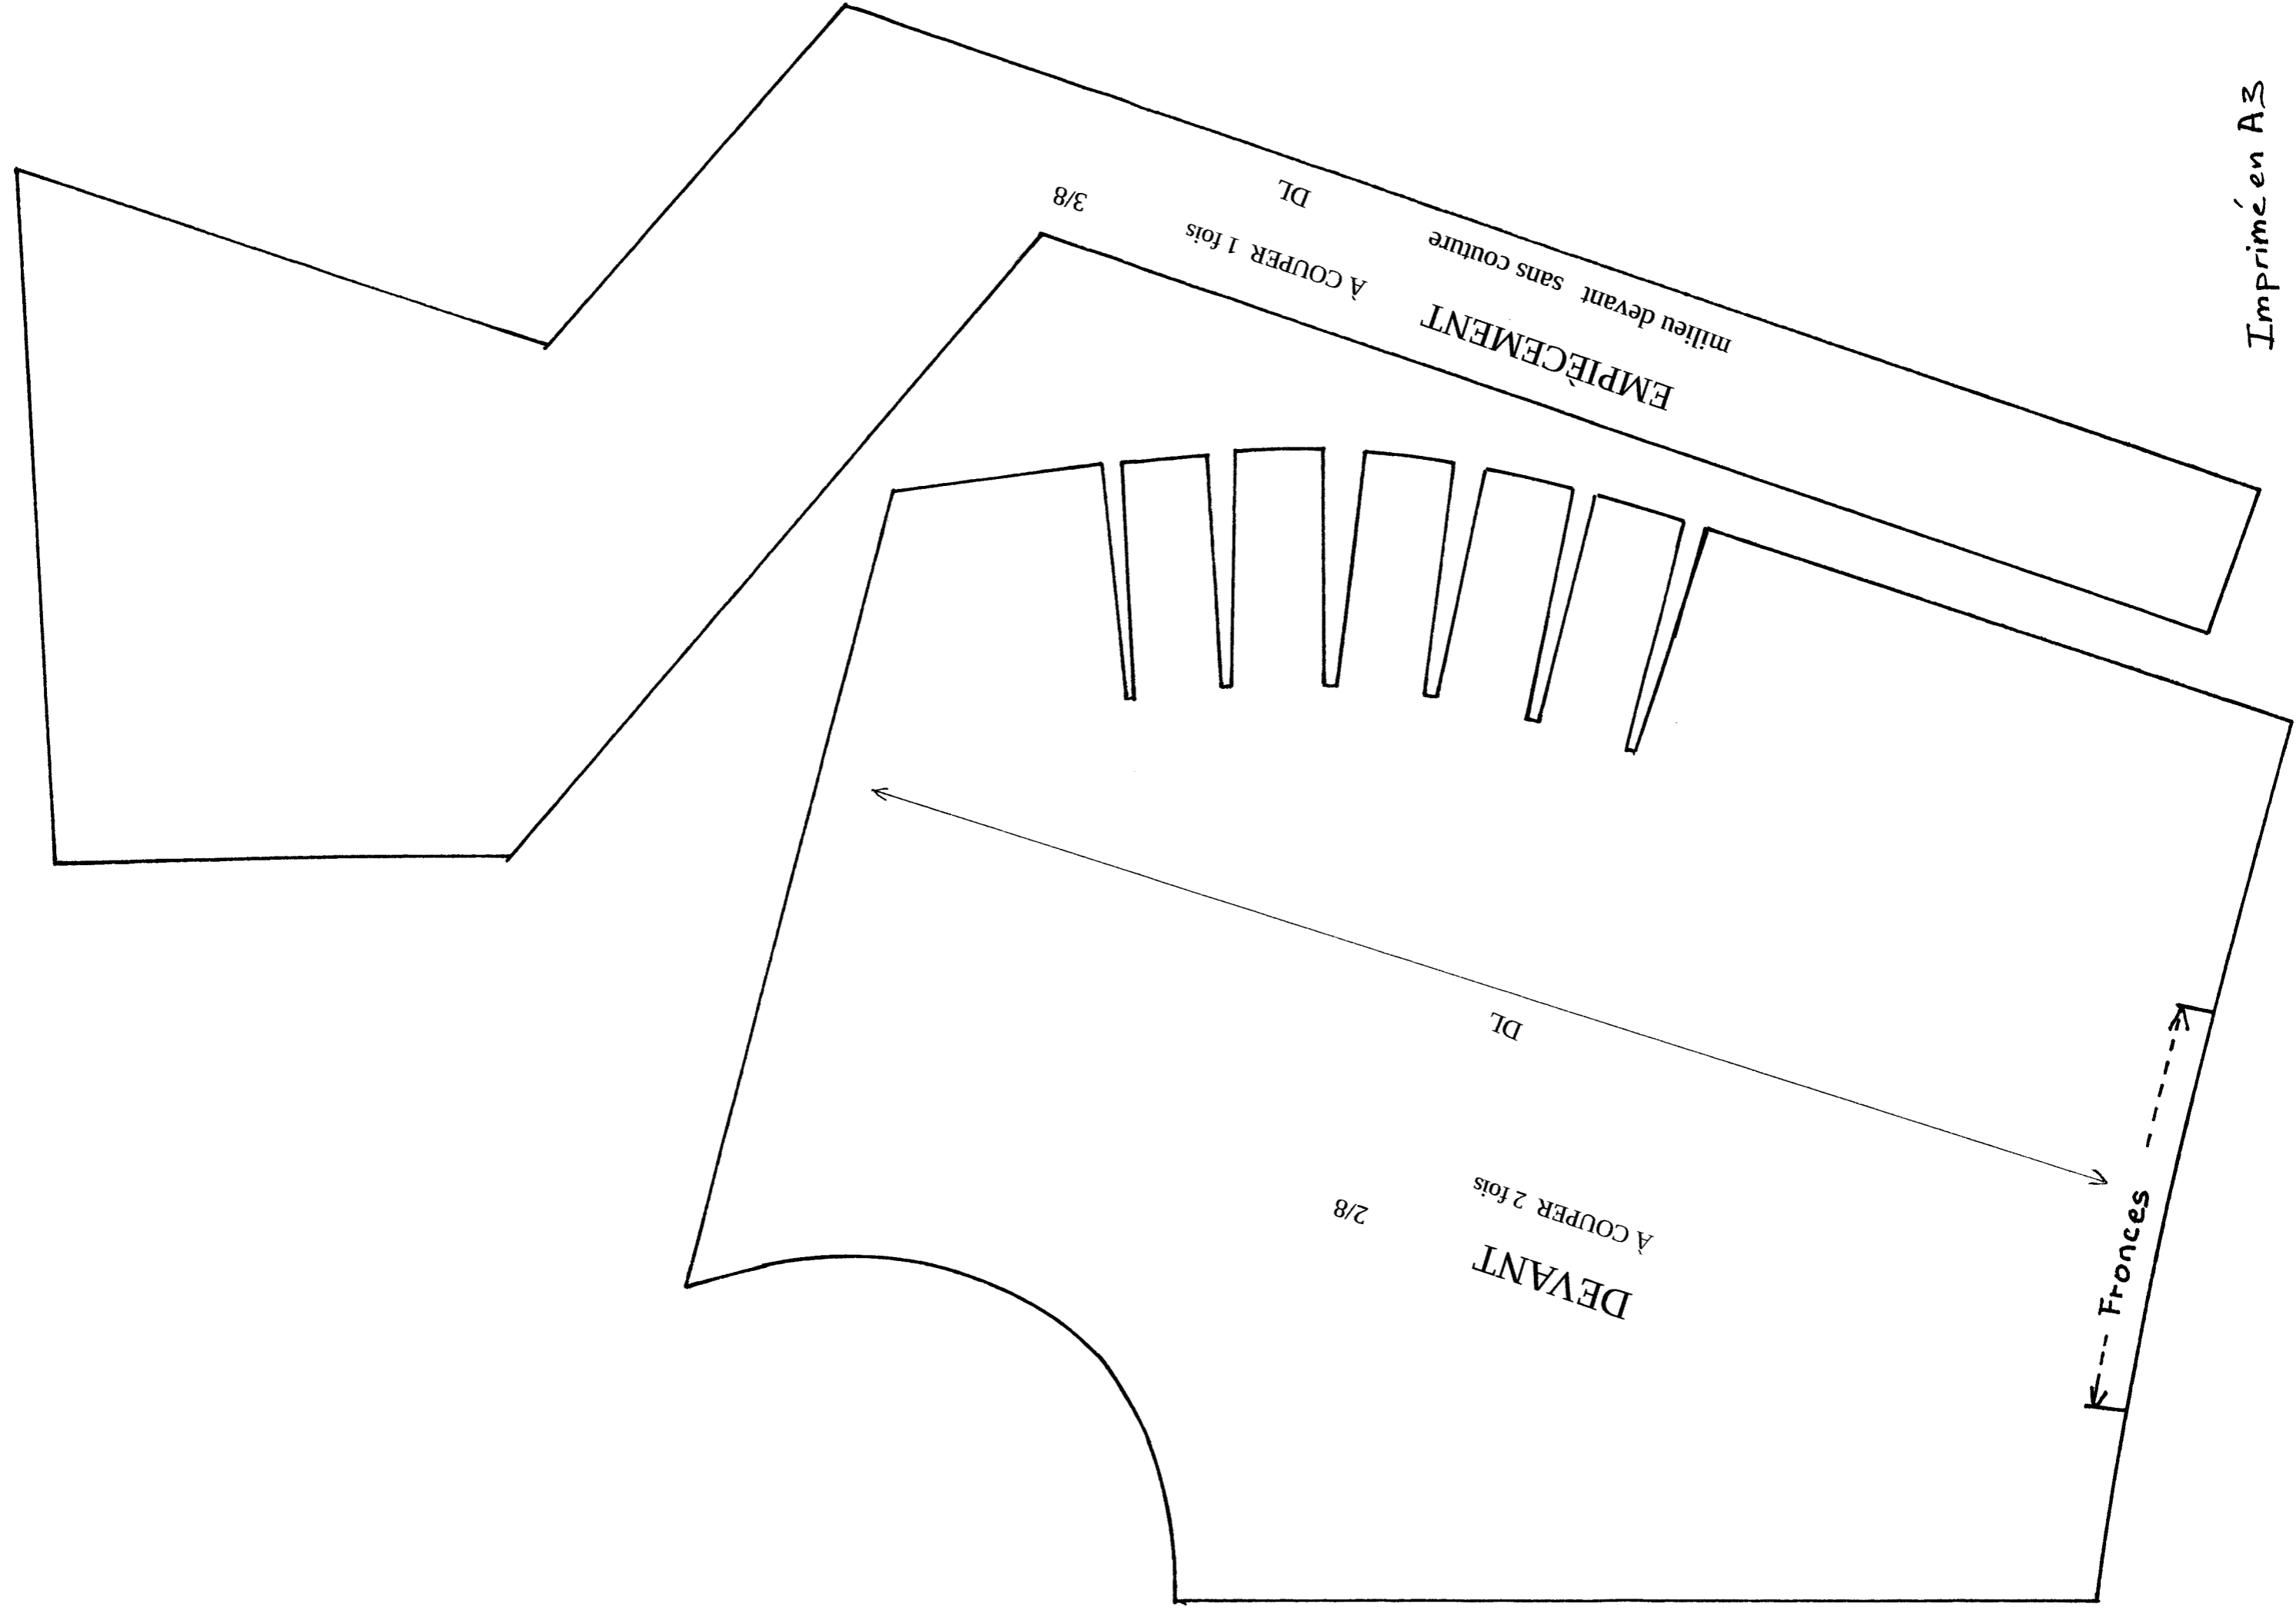 Imprimé en A3
milieu devant sans couture
DL
EMPIÈCEMENT
À COUPER 1 fois
3/8
DL
DEVANT
À COUPER 2 fois
2/8
Fronces